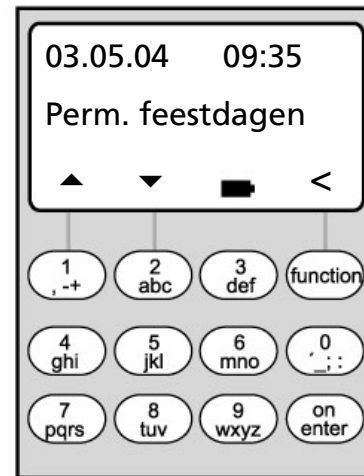 03.05.04 09:35
Perm. feestdagen
<
1 2 3 function
, -+ abc def
4 5 6 0
ghi jkl mno ´_; :
7 8 9 on
pqrs tuv wxyz enter